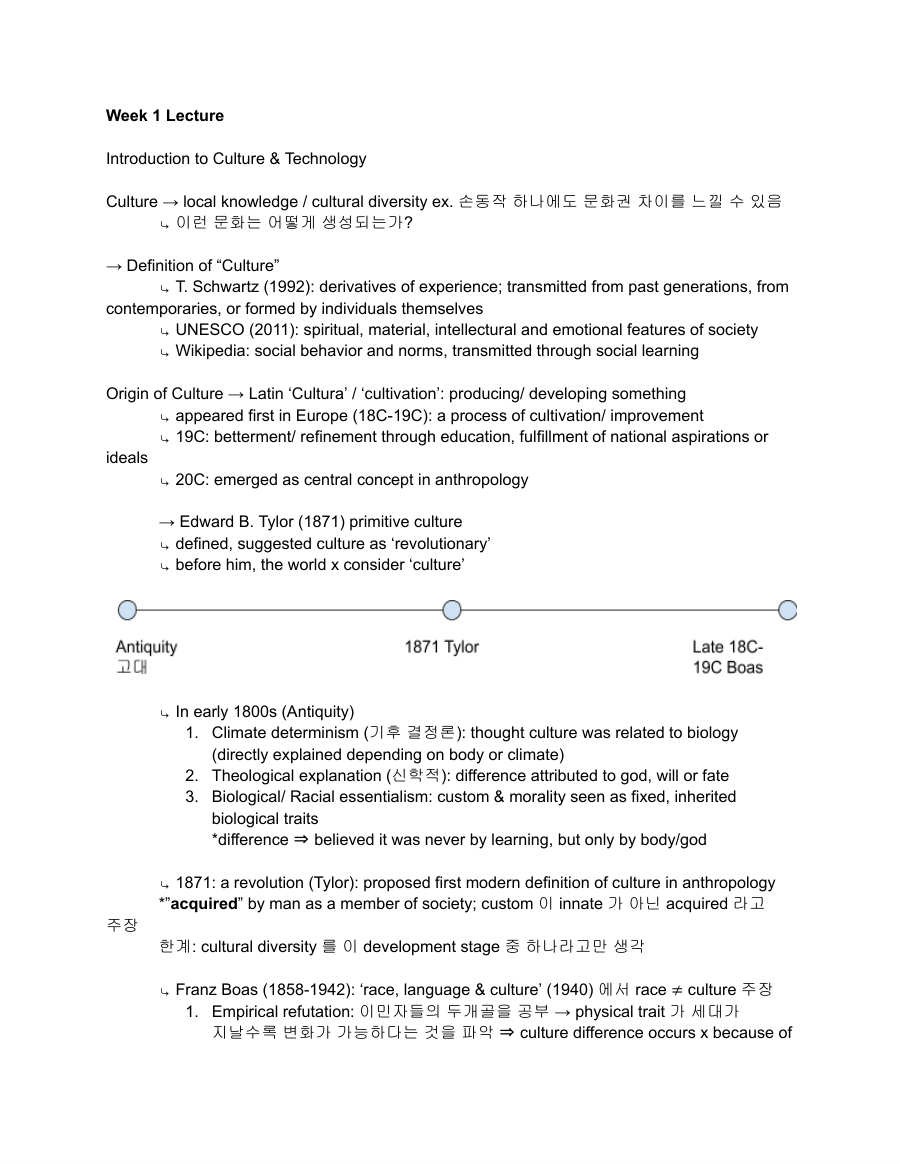 Week 1 Lecture
Introduction to Culture & Technology
Culture → local knowledge / cultural diversity ex. 손동작 하나에도 문화권 차이를 느낄 수 있음
⤷ 이런 문화는 어떻게 생성되는가?
→ Definition of “Culture”
⤷ T. Schwartz (1992): derivatives of experience; transmitted from past generations, from
contemporaries, or formed by individuals themselves
⤷ UNESCO (2011): spiritual, material, intellectural and emotional features of society
⤷ Wikipedia: social behavior and norms, transmitted through social learning
Origin of Culture → Latin ‘Cultura’ / ‘cultivation’: producing/ developing something
⤷ appeared first in Europe (18C-19C): a process of cultivation/ improvement
⤷ 19C: betterment/ refinement through education, fulfillment of national aspirations or
ideals
⤷ 20C: emerged as central concept in anthropology
→ Edward B. Tylor (1871) primitive culture
⤷ defined, suggested culture as ‘revolutionary’
⤷ before him, the world x consider ‘culture’
Antiquity 1871 Tylor Late 18C-
고대 19C Boas
⤷ In early 1800s (Antiquity)
1. Climate determinism (기후 결정론): thought culture was related to biology
(directly explained depending on body or climate)
2. Theological explanation (신학적): difference attributed to god, will or fate
3. Biological/ Racial essentialism: custom & morality seen as fixed, inherited
biological traits
*difference ⇒ believed it was never by learning, but only by body/god
⤷ 1871: a revolution (Tylor): proposed first modern definition of culture in anthropology
*”acquired” by man as a member of society; custom 이 innate 가 아닌 acquired 라고
주장
한계: cultural diversity 를 이 development stage 중 하나라고만 생각
⤷ Franz Boas (1858-1942): ‘race, language & culture’ (1940) 에서 race ≠ culture 주장
1. Empirical refutation: 이민자들의 두개골을 공부 → physical trait 가 세대가
지날수록 변화가 가능하다는 것을 파악 ⇒ culture difference occurs x because of